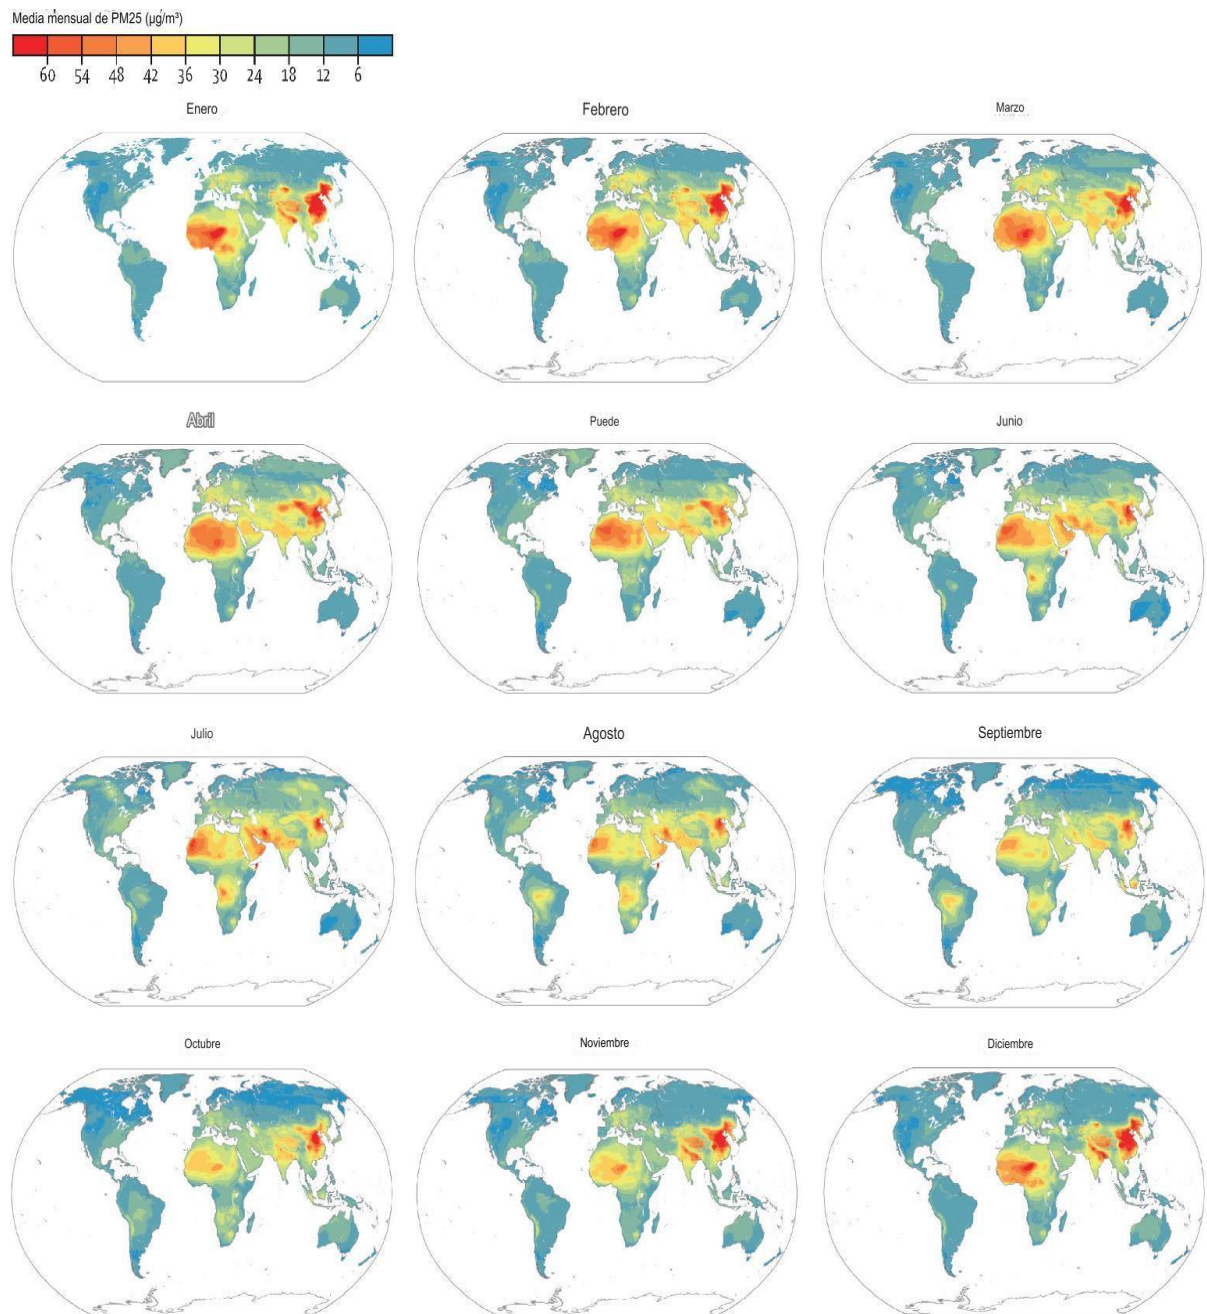 Media mensual de PM25 (µg/m³)
60 54 48 42 36 30 24 18 12 6
Enero Febrero Marzo
Abril Puede Junio
Julio Agosto Septiembre
Octubre Noviembre Diciembre